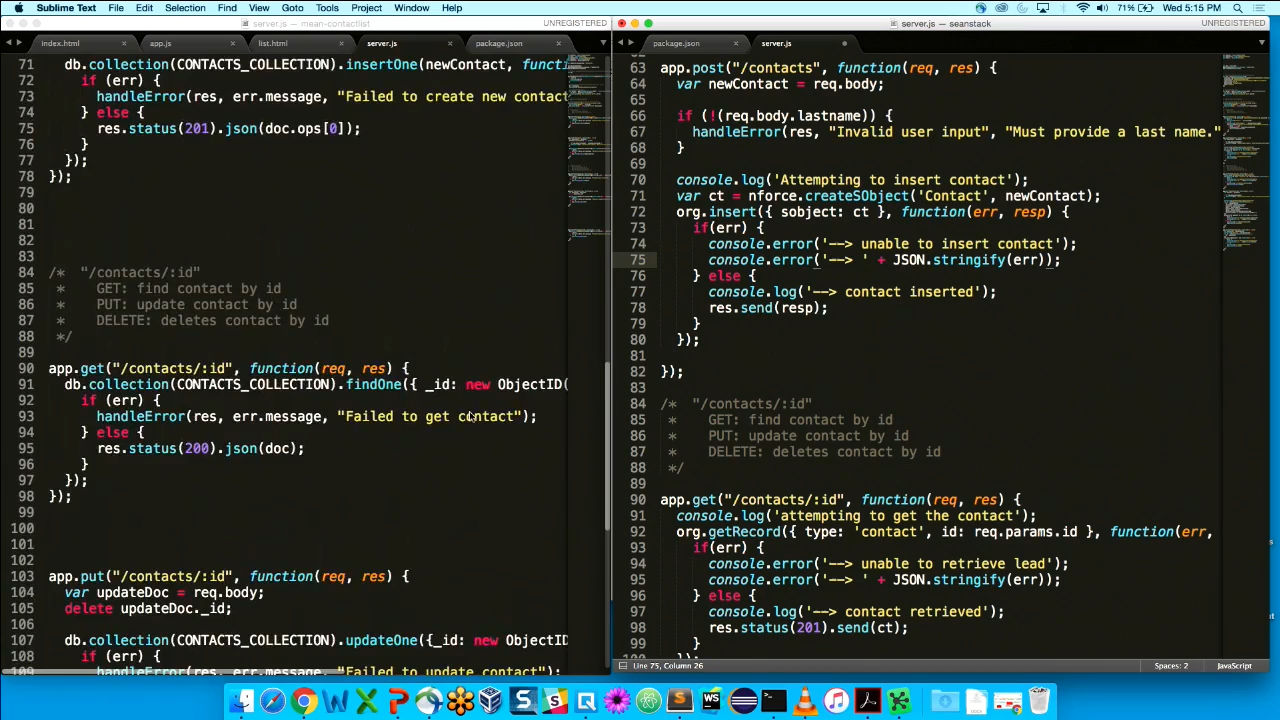 Sublime Text File Edit Selection Find View Goto Tools Project Window Help
71% Wed 5:15 PM
server.js — mean-contactlist UNREGISTERED
index.html app.js list.html server.js package.json
71 db.collection(CONTACTS_COLLECTION).insertOne(newContact, functi
72 if (err) {
73 handleError(res, err.message, "Failed to create new contact
74 } else {
75 res.status(201).json(doc.ops[0]);
76 }
77 });
78 });
79
80
81
82
83
84 /* "/contacts/:id"
85 * GET: find contact by id
86 * PUT: update contact by id
87 * DELETE: deletes contact by id
88 */
89
90 app.get("/contacts/:id", function(req, res) {
91 db.collection(CONTACTS_COLLECTION).findOne({ _id: new ObjectID(
92 if (err) {
93 handleError(res, err.message, "Failed to get contact");
94 } else {
95 res.status(200).json(doc);
96 }
97 });
98 });
99
100
101
102
103 app.put("/contacts/:id", function(req, res) {
104 var updateDoc = req.body;
105 delete updateDoc._id;
106
107 db.collection(CONTACTS_COLLECTION).updateOne({_id: new ObjectID
108 if (err) {
109 handleError(res, err.message, "Failed to update contact");
server.js — seanstack UNREGISTERED
package.json server.js
63 app.post("/contacts", function(req, res) {
64 var newContact = req.body;
65
66 if (!(req.body.lastname)) {
67 handleError(res, "Invalid user input", "Must provide a last name."
68 }
69
70 console.log('Attempting to insert contact');
71 var ct = nforce.createSObject('Contact', newContact);
72 org.insert({ sobject: ct }, function(err, resp) {
73 if(err) {
74 console.error('--> unable to insert contact');
75 console.error('--> ' + JSON.stringify(err));
76 } else {
77 console.log('--> contact inserted');
78 res.send(resp);
79 }
80 });
81
82 });
83
84 /* "/contacts/:id"
85 * GET: find contact by id
86 * PUT: update contact by id
87 * DELETE: deletes contact by id
88 */
89
90 app.get("/contacts/:id", function(req, res) {
91 console.log('attempting to get the contact');
92 org.getRecord({ type: 'contact', id: req.params.id }, function(err,
93 if(err) {
94 console.error('--> unable to retrieve lead');
95 console.error('--> ' + JSON.stringify(err));
96 } else {
97 console.log('--> contact retrieved');
98 res.status(201).send(ct);
99 }
Line 75, Column 26 Spaces: 2 JavaScript